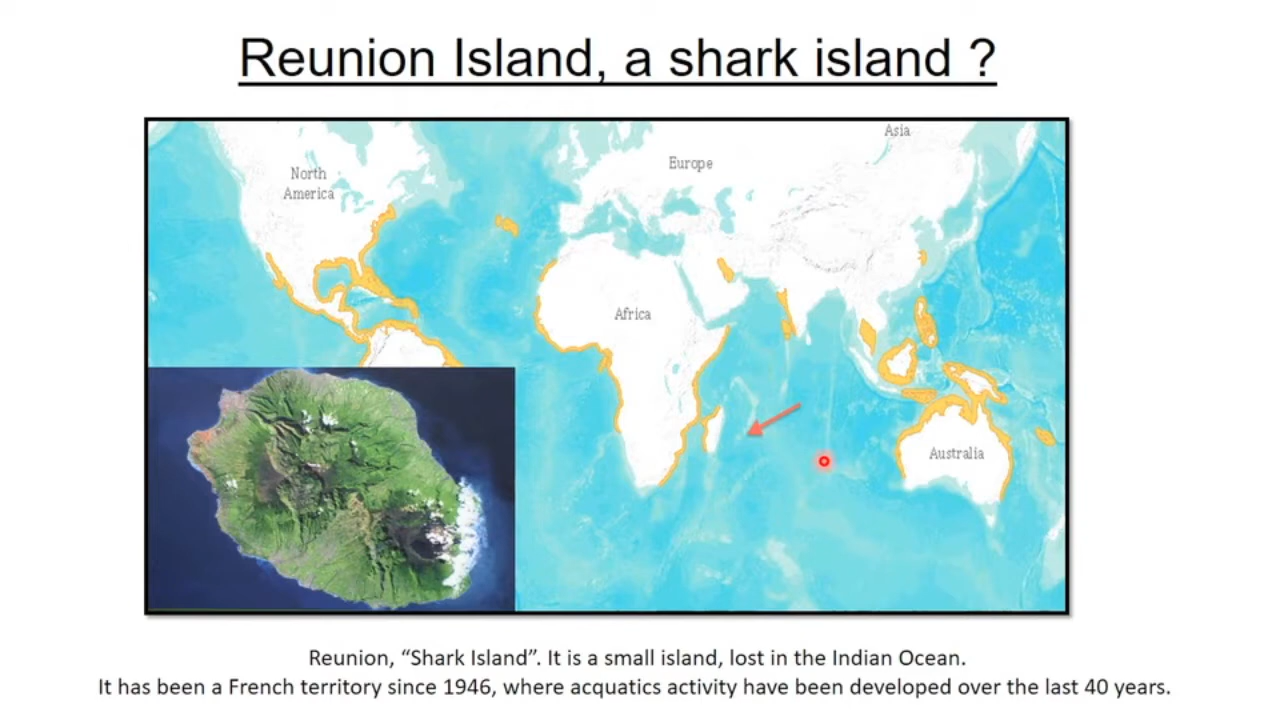 Reunion Island, a shark island ?
Asia
Europe
North
America
Africa
Australia
Reunion, “Shark Island”. It is a small island, lost in the Indian Ocean.
It has been a French territory since 1946, where acquatics activity have been developed over the last 40 years.